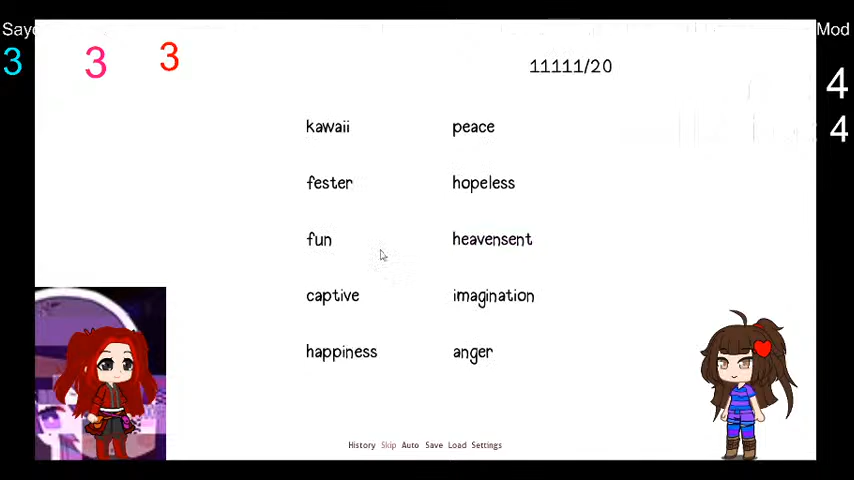 Sayo
Mod
3 3 3
11111/20
4
4
kawaii peace
fester hopeless
fun heavensent
captive imagination
happiness anger
History Skip Auto Save Load Settings